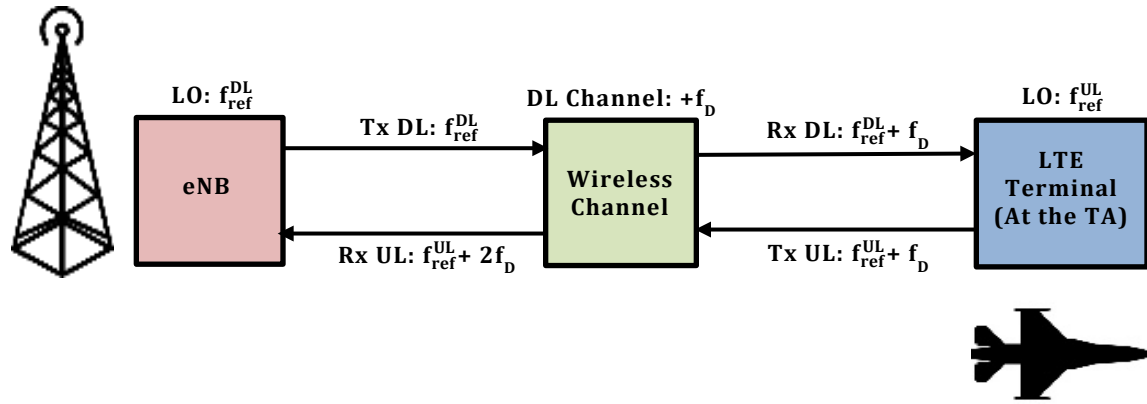 LO: f_ref^DL
DL Channel: +f_D
LO: f_ref^UL
Tx DL: f_ref^DL
Rx DL: f_ref^DL+ f_D
eNB
Wireless
Channel
LTE
Terminal
(At the TA)
Rx UL: f_ref^UL+ 2f_D
Tx UL: f_ref^UL+ f_D